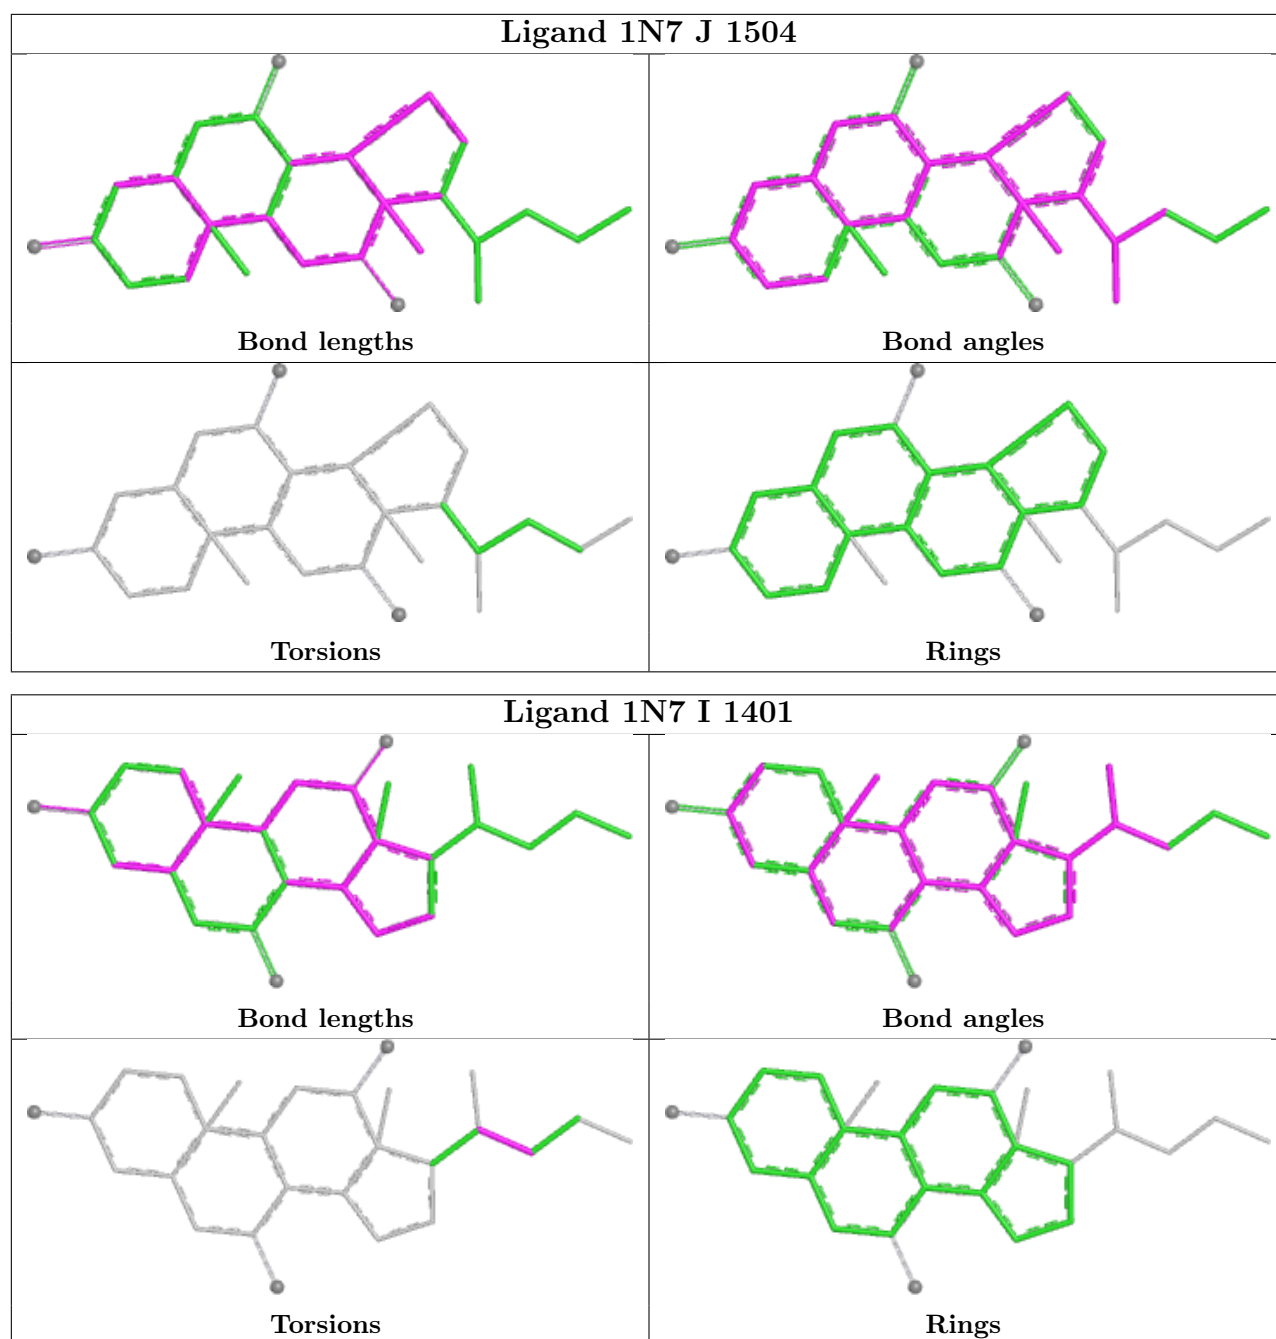 Ligand 1N7 J 1504
Bond lengths
Bond angles
Torsions
Rings
Ligand 1N7 I 1401
Bond lengths
Bond angles
Torsions
Rings